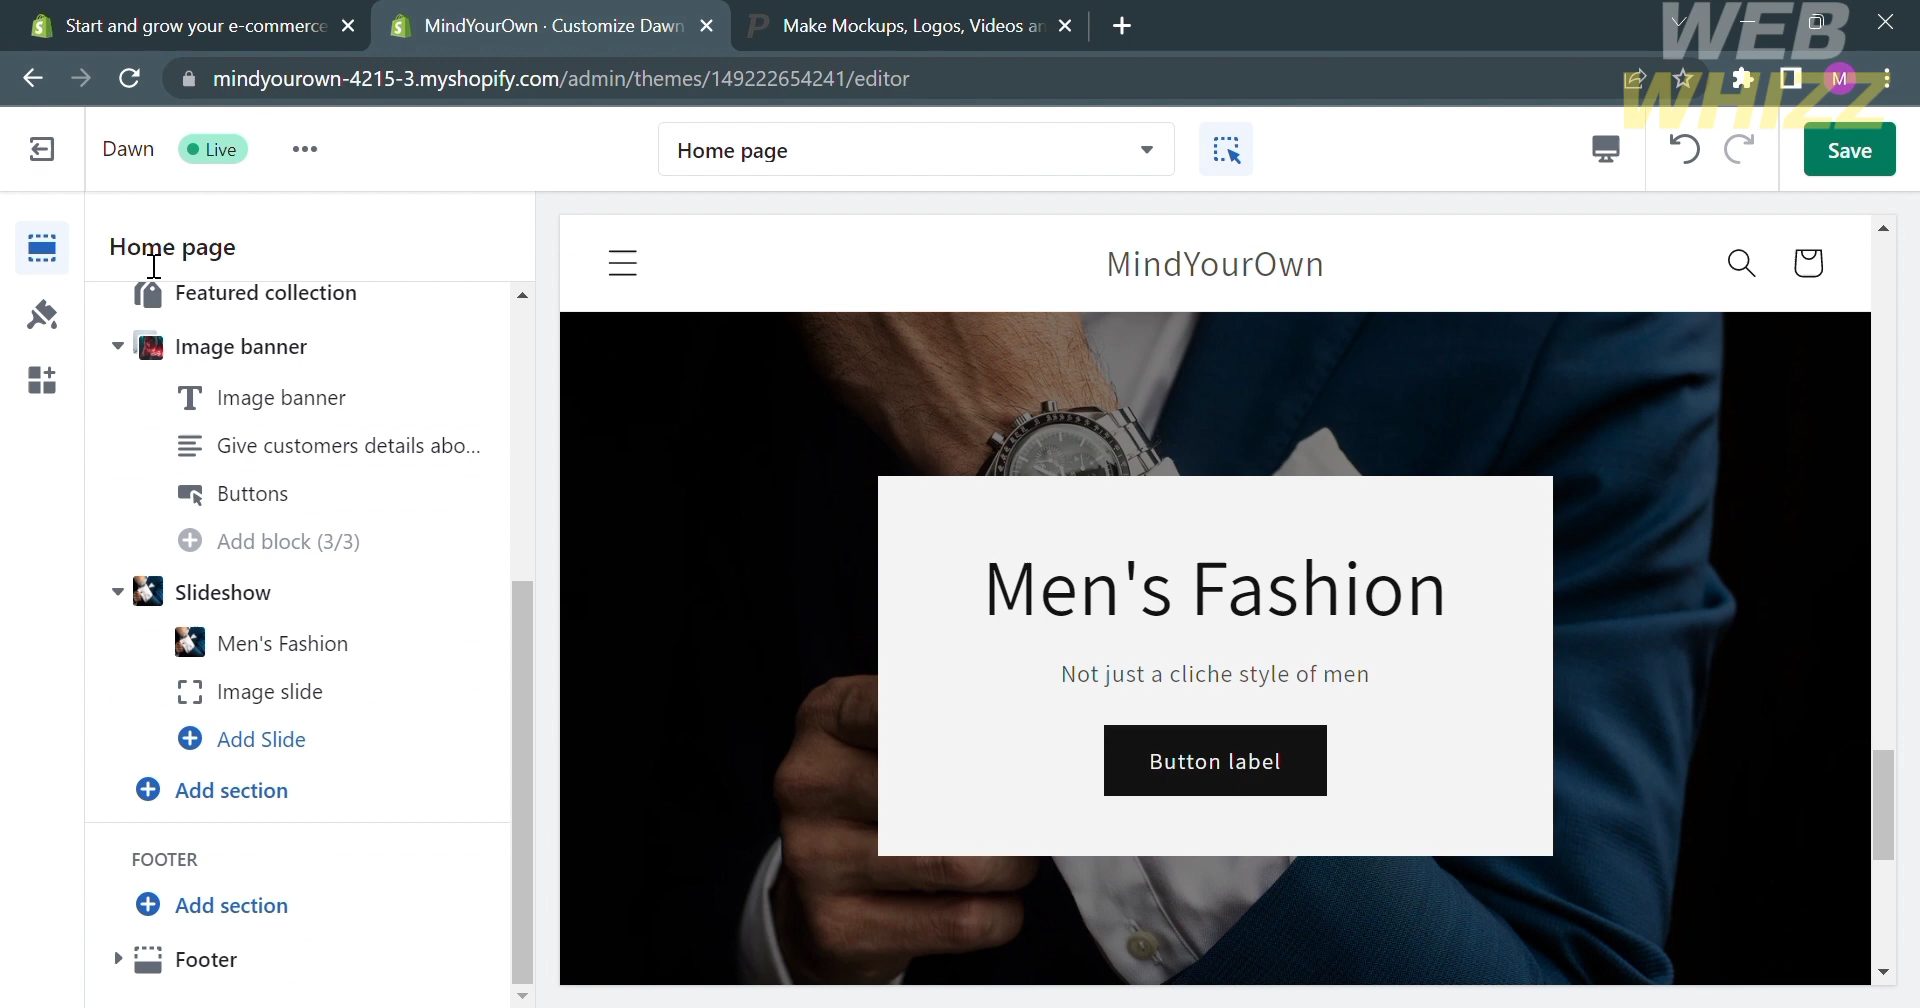 Start and grow your e-commerce
MindYourOwn · Customize Dawn
Make Mockups, Logos, Videos an
WEB
WHIZZ
mindyourown-4215-3.myshopify.com/admin/themes/149222654241/editor
M
Dawn
Live
Home page
Save
Home page
Featured collection
Image banner
Image banner
Give customers details abo...
Buttons
Add block (3/3)
Slideshow
Men's Fashion
Image slide
Add Slide
Add section
FOOTER
Add section
Footer
MindYourOwn
Men's Fashion
Not just a cliche style of men
Button label